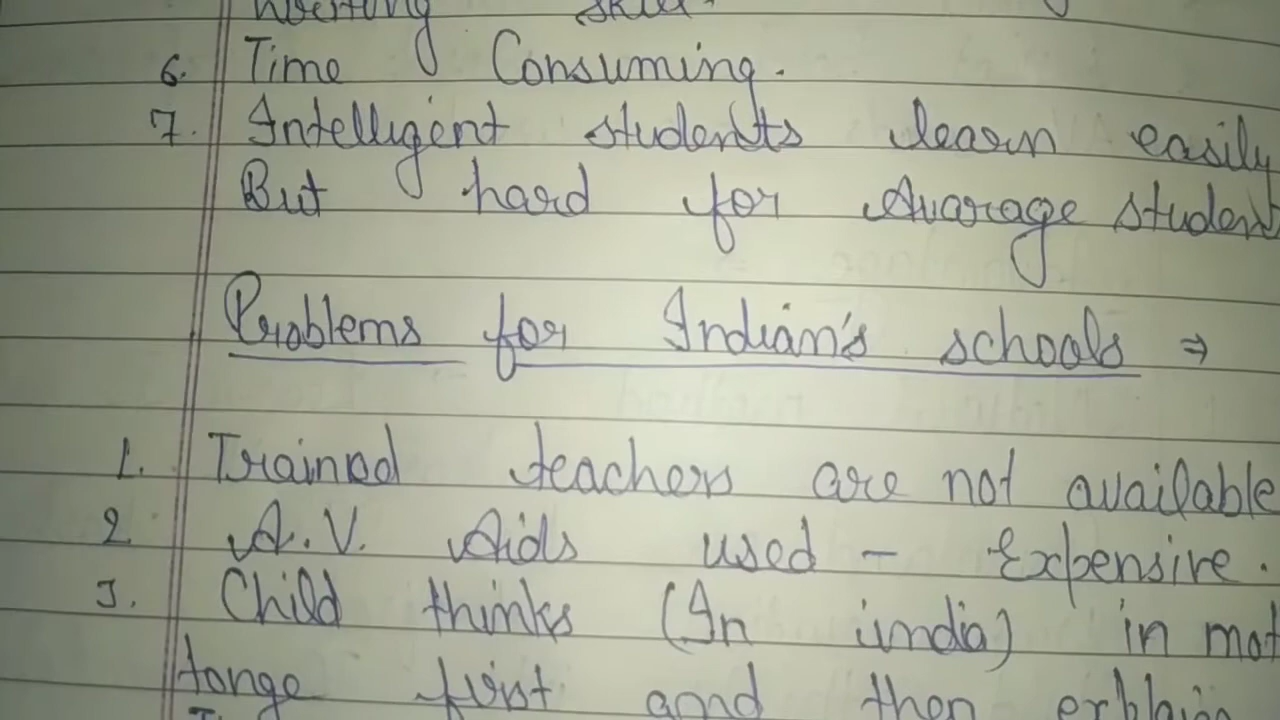 skill.
6. Time Consuming.
7. Intelligent students learn easily
But hard for Avarage student
Problems for Indian's schools ⇒
1. Trained teachers are not available
2. A.V. Aids used - Expensive.
3. Child thinks (In india) in mot
tonge first and then explain